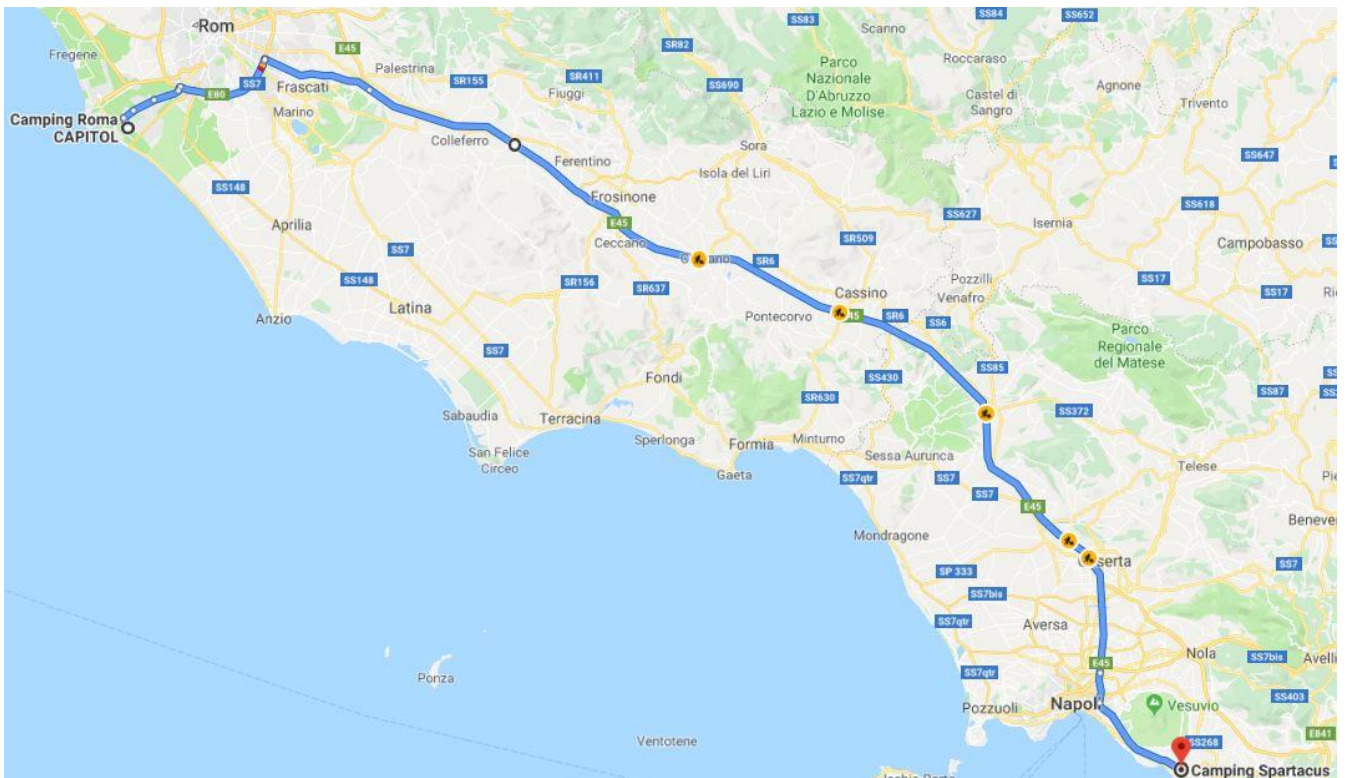 Rom
SS83
Scanno
SS84
SS652
Fregene
E45
SR82
Parco
Nazionale
D'Abruzzo
Lazio e Molise
Roccaraso
Agnone
Palestrina
SR155
SR411
SS690
Castel di
Sangro
Trivento
SS7
Frascati
E80
Fiuggi
Camping Roma
CAPITOL
Marino
Colleferro
Sora
Ferentino
SS647
Isola del Liri
SS148
Frosinone
SS618
Aprilia
E45
SS627
Isernia
Ceccano
SR509
Campobasso
SS7
SR6
SS148
SR156
SR637
Pozzilli
SS17
Cassino
Venafro
SS17
Latina
Anzio
Pontecorvo
SR6
SS6
Parco
Regionale
del Matese
SS7
SS85
Fondi
SS430
SS87
Sabaudia
Terracina
SR630
SS372
San Felice
Circeo
Sperlonga
Formia
Minturno
Sessa Aurunca
Gaeta
Telese
SS7qtr
SS7
SS7
E45
Mondragone
SS7
SP 333
SS7bis
SS7qtr
Aversa
Nola
SS7bis
E45
Ponza
SS7qtr
SS403
Pozzuoli
Napoli
Vesuvio
Ventotene
SS268
E841
Camping Spartacus